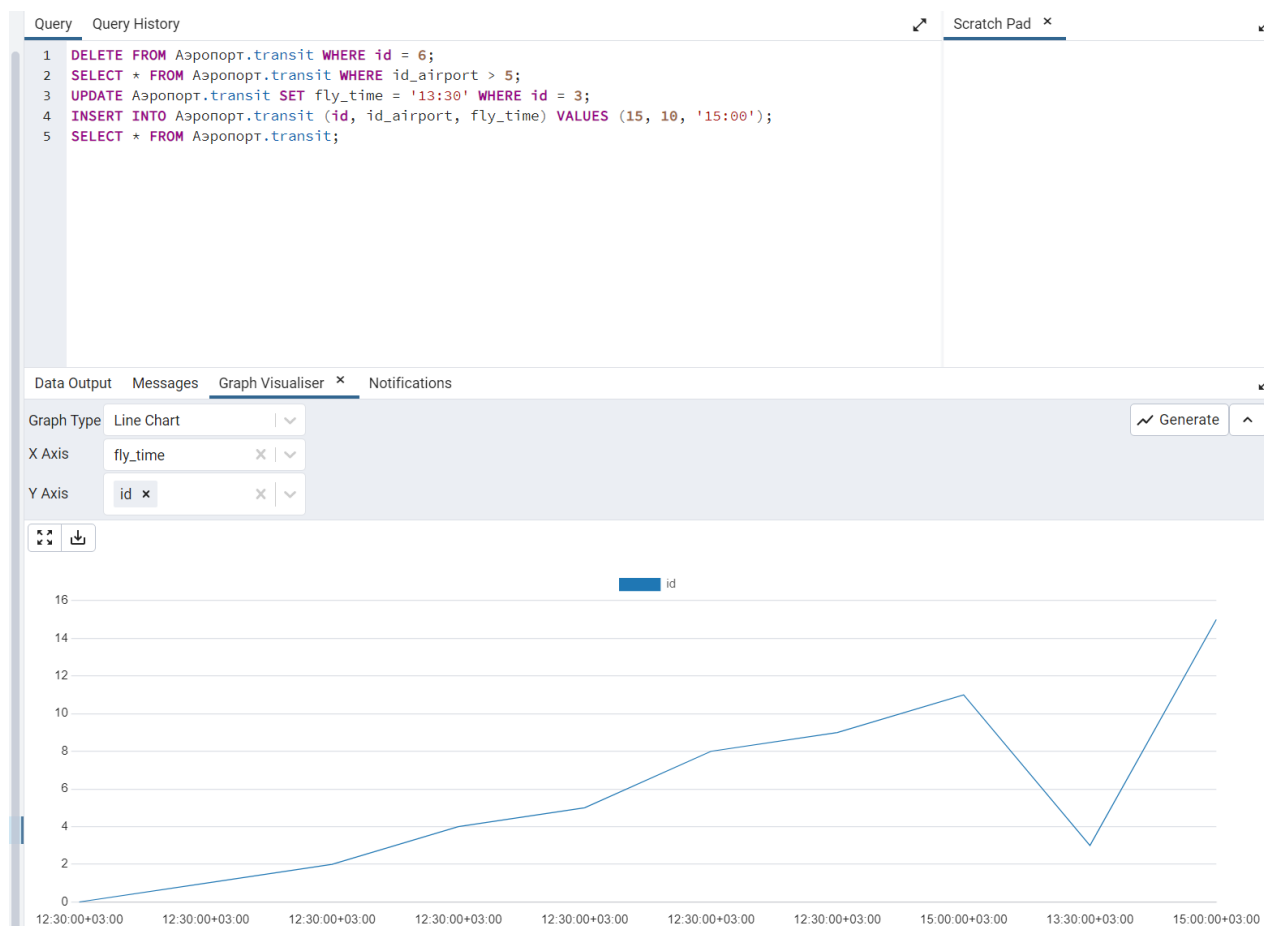 Query Query History Scratch Pad ×
1 DELETE FROM Аэропорт.transit WHERE id = 6;
2 SELECT * FROM Аэропорт.transit WHERE id_airport > 5;
3 UPDATE Аэропорт.transit SET fly_time = '13:30' WHERE id = 3;
4 INSERT INTO Аэропорт.transit (id, id_airport, fly_time) VALUES (15, 10, '15:00');
5 SELECT * FROM Аэропорт.transit;
Data Output Messages Graph Visualiser × Notifications
Graph Type Line Chart Generate
X Axis fly_time
Y Axis id ×
id
16
14
12
10
8
6
4
2
0
12:30:00+03:00 12:30:00+03:00 12:30:00+03:00 12:30:00+03:00 12:30:00+03:00 12:30:00+03:00 12:30:00+03:00 15:00:00+03:00 13:30:00+03:00 15:00:00+03:00